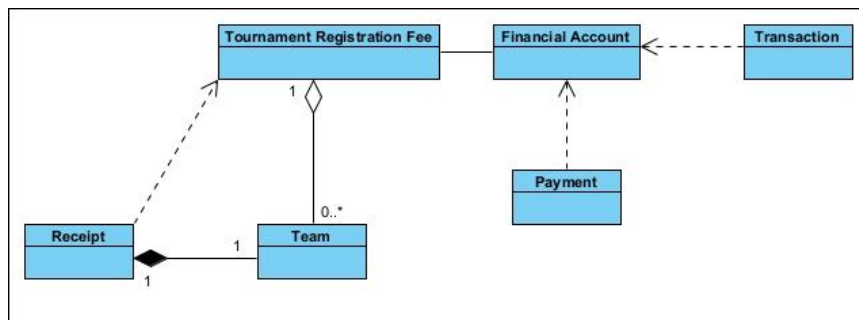 Tournament Registration Fee
Financial Account
Transaction
1
Payment
0..*
Receipt
Team
1
1